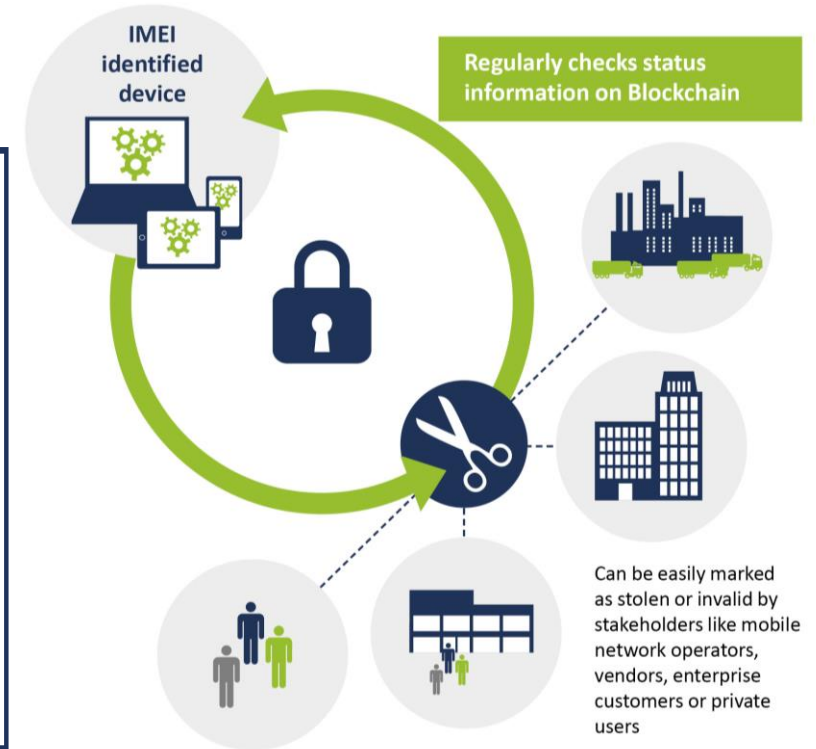 IMEI
identified
device
Regularly checks status
information on Blockchain
Can be easily marked
as stolen or invalid by
stakeholders like mobile
network operators,
vendors, enterprise
customers or private
users